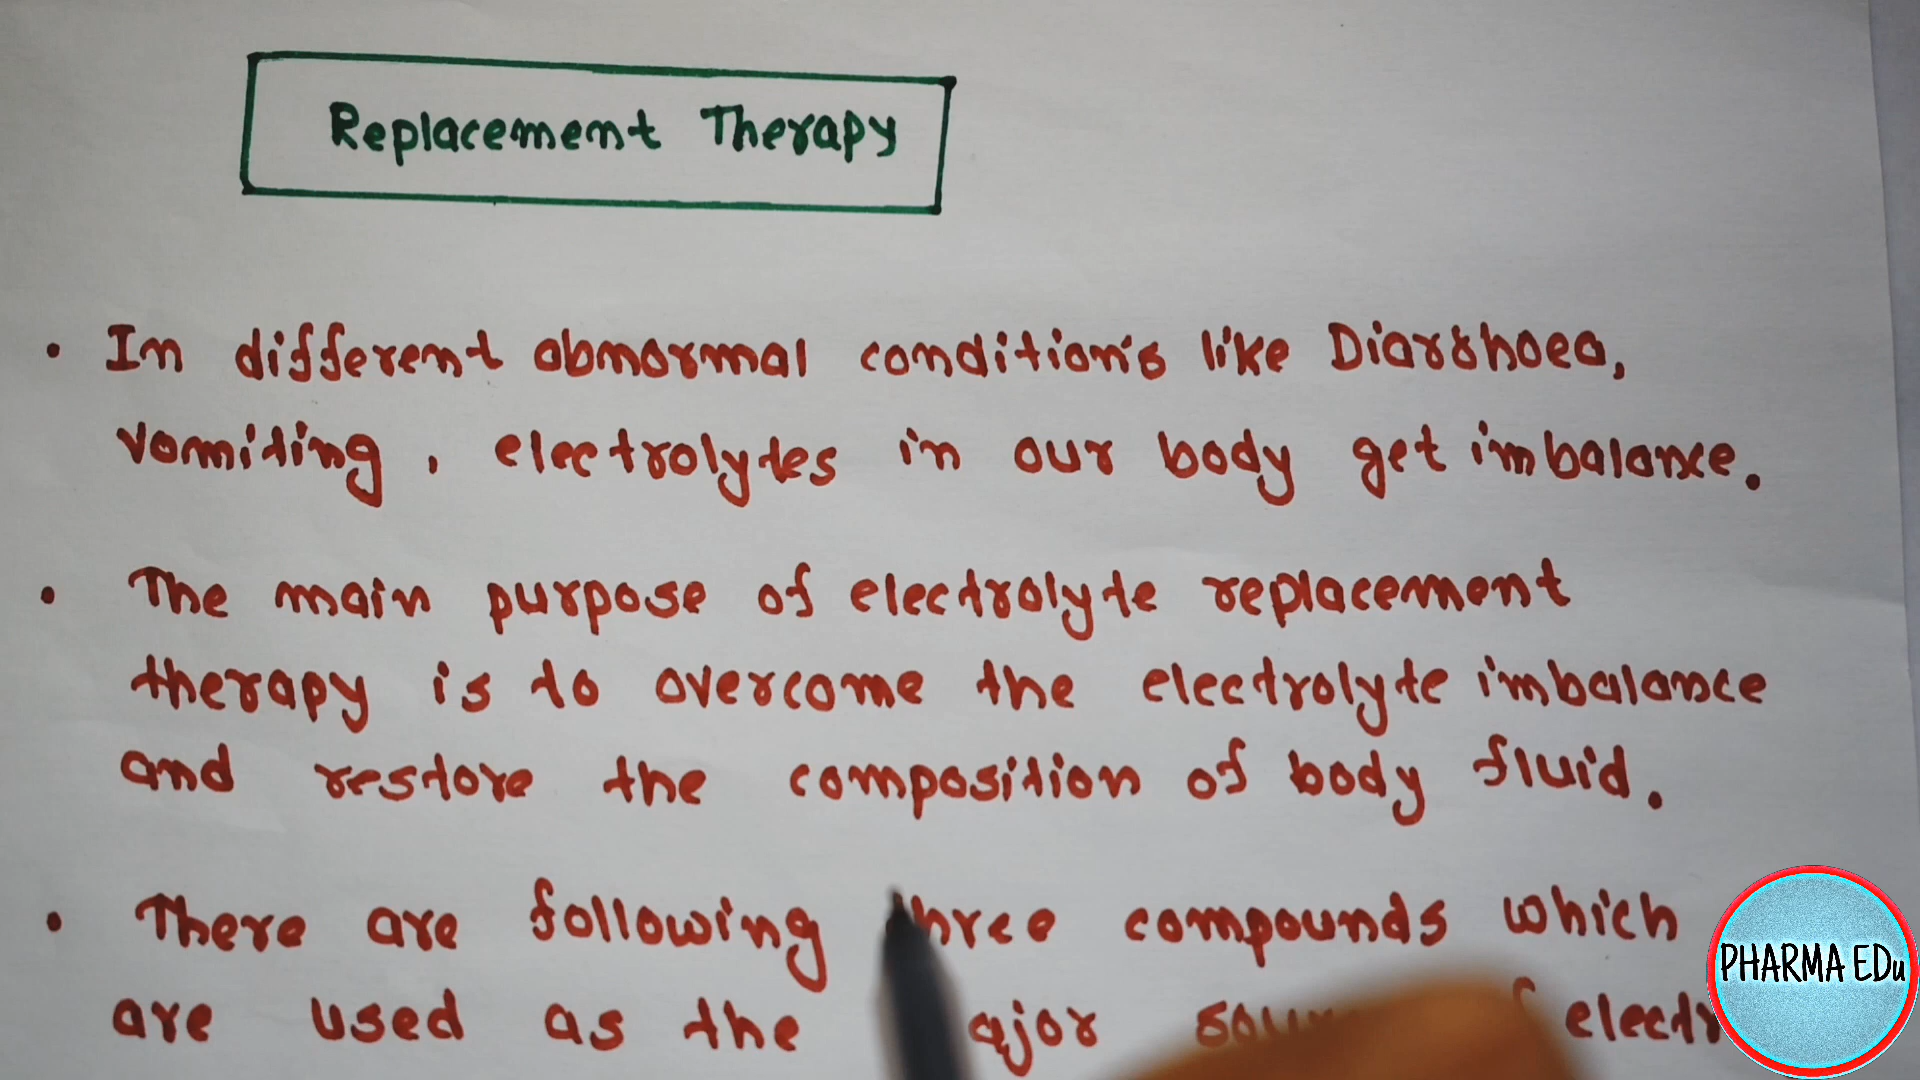 Replacement Therapy
• In different abnormal condition's like Diarrhoea,
vomiting, electrolytes in our body get imbalance.
• The main purpose of electrolyte replacement
therapy is to overcome the electrolyte imbalance
and restore the composition of body fluid.
• There are following three compounds which
are used as the
PHARMA EDu